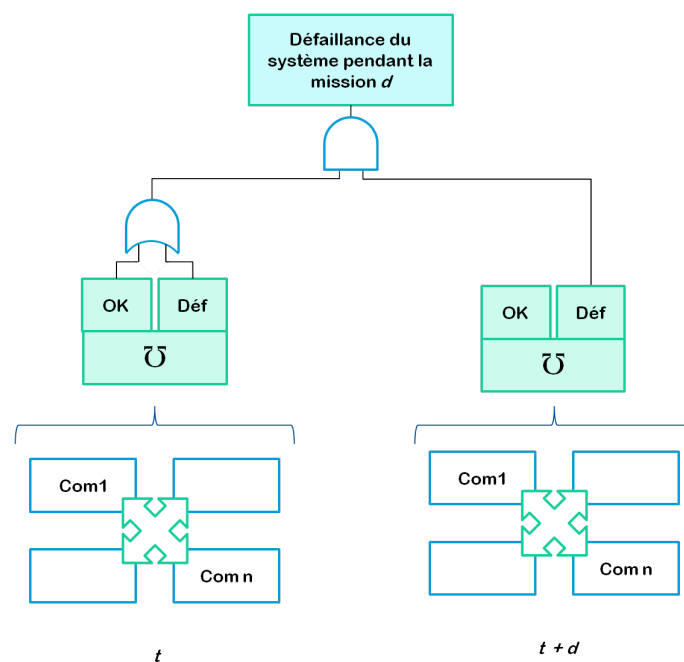 Défaillance du
système pendant la
mission d
OK Déf
℧
OK Déf
℧
Com1
Com n
Com1
Com n
t
t + d